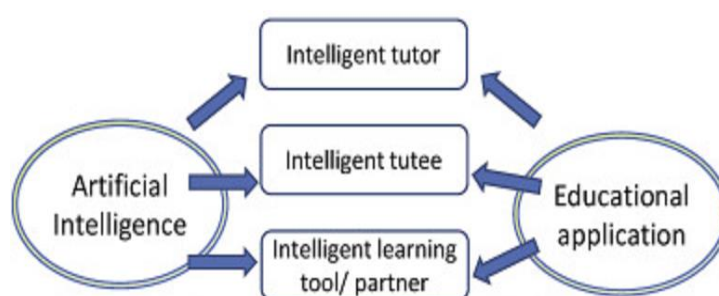 Intelligent tutor
Artificial
Intelligence
Intelligent tutee
Educational
application
Intelligent learning
tool/ partner